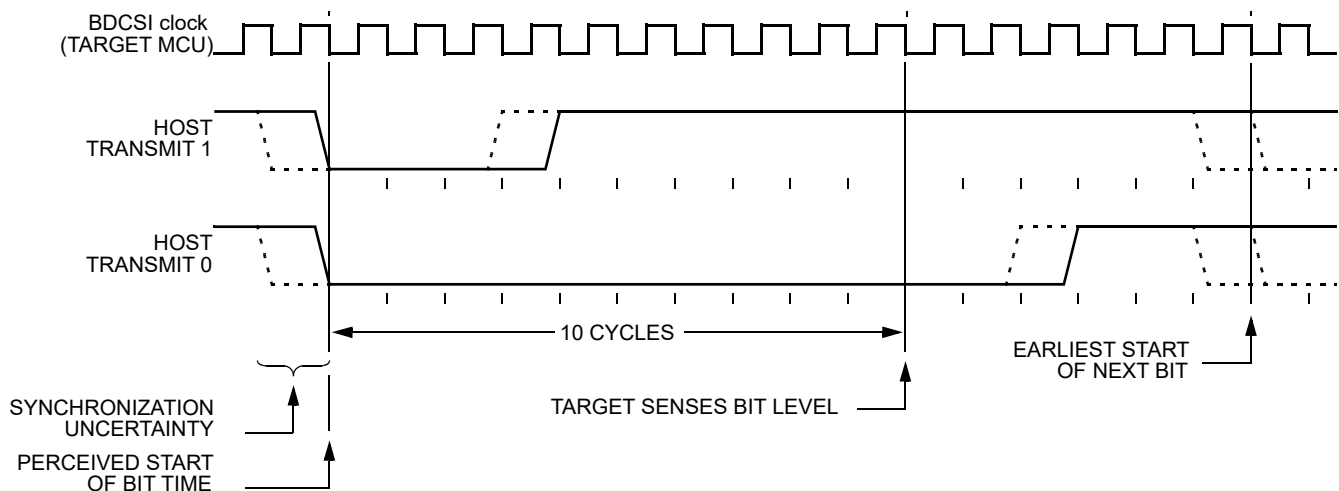 BDCSI clock
(TARGET MCU)
HOST
TRANSMIT 1
HOST
TRANSMIT 0
10 CYCLES
EARLIEST START
OF NEXT BIT
TARGET SENSES BIT LEVEL
SYNCHRONIZATION
UNCERTAINTY
PERCEIVED START
OF BIT TIME